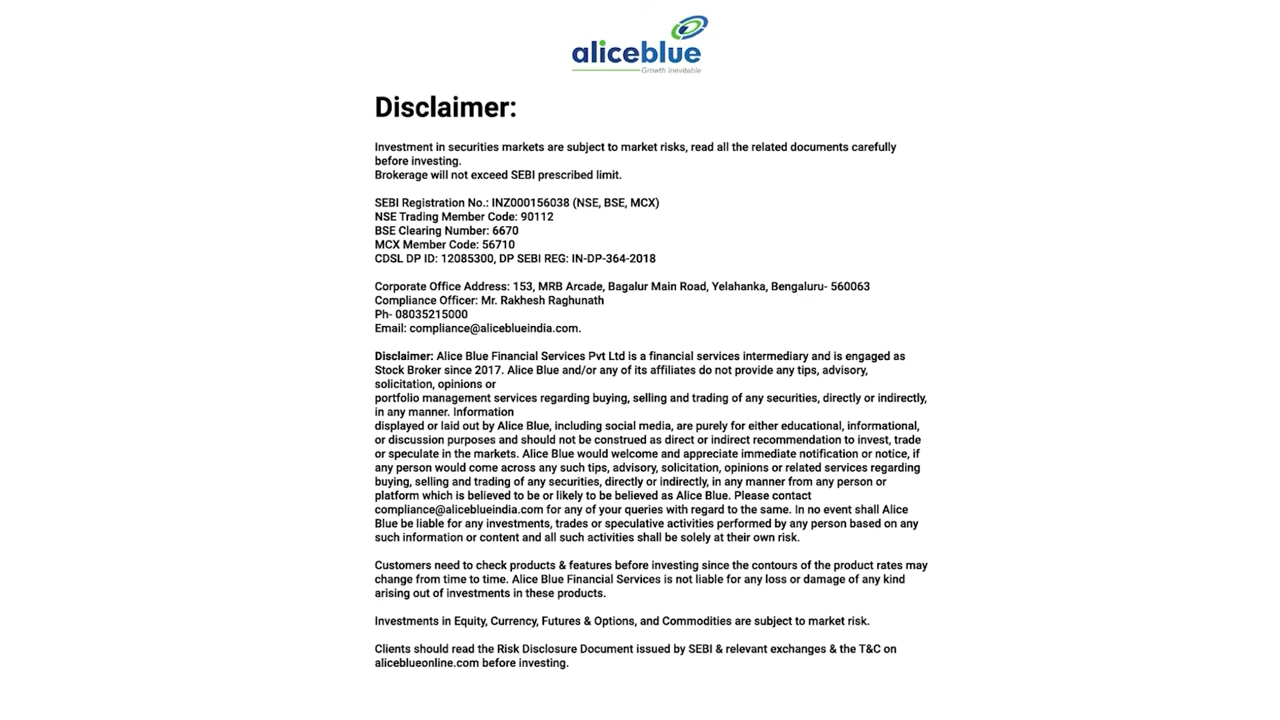 aliceblue
Growth Inevitable
Disclaimer:
Investment in securities markets are subject to market risks, read all the related documents carefully
before investing.
Brokerage will not exceed SEBI prescribed limit.
SEBI Registration No.: INZ000156038 (NSE, BSE, MCX)
NSE Trading Member Code: 90112
BSE Clearing Number: 6670
MCX Member Code: 56710
CDSL DP ID: 12085300, DP SEBI REG: IN-DP-364-2018
Corporate Office Address: 153, MRB Arcade, Bagalur Main Road, Yelahanka, Bengaluru- 560063
Compliance Officer: Mr. Rakhesh Raghunath
Ph- 08035215000
Email: compliance@aliceblueindia.com.
Disclaimer: Alice Blue Financial Services Pvt Ltd is a financial services intermediary and is engaged as
Stock Broker since 2017. Alice Blue and/or any of its affiliates do not provide any tips, advisory,
solicitation, opinions or
portfolio management services regarding buying, selling and trading of any securities, directly or indirectly,
in any manner. Information
displayed or laid out by Alice Blue, including social media, are purely for either educational, informational,
or discussion purposes and should not be construed as direct or indirect recommendation to invest, trade
or speculate in the markets. Alice Blue would welcome and appreciate immediate notification or notice, if
any person would come across any such tips, advisory, solicitation, opinions or related services regarding
buying, selling and trading of any securities, directly or indirectly, in any manner from any person or
platform which is believed to be or likely to be believed as Alice Blue. Please contact
compliance@aliceblueindia.com for any of your queries with regard to the same. In no event shall Alice
Blue be liable for any investments, trades or speculative activities performed by any person based on any
such information or content and all such activities shall be solely at their own risk.
Customers need to check products & features before investing since the contours of the product rates may
change from time to time. Alice Blue Financial Services is not liable for any loss or damage of any kind
arising out of investments in these products.
Investments in Equity, Currency, Futures & Options, and Commodities are subject to market risk.
Clients should read the Risk Disclosure Document issued by SEBI & relevant exchanges & the T&C on
aliceblueonline.com before investing.